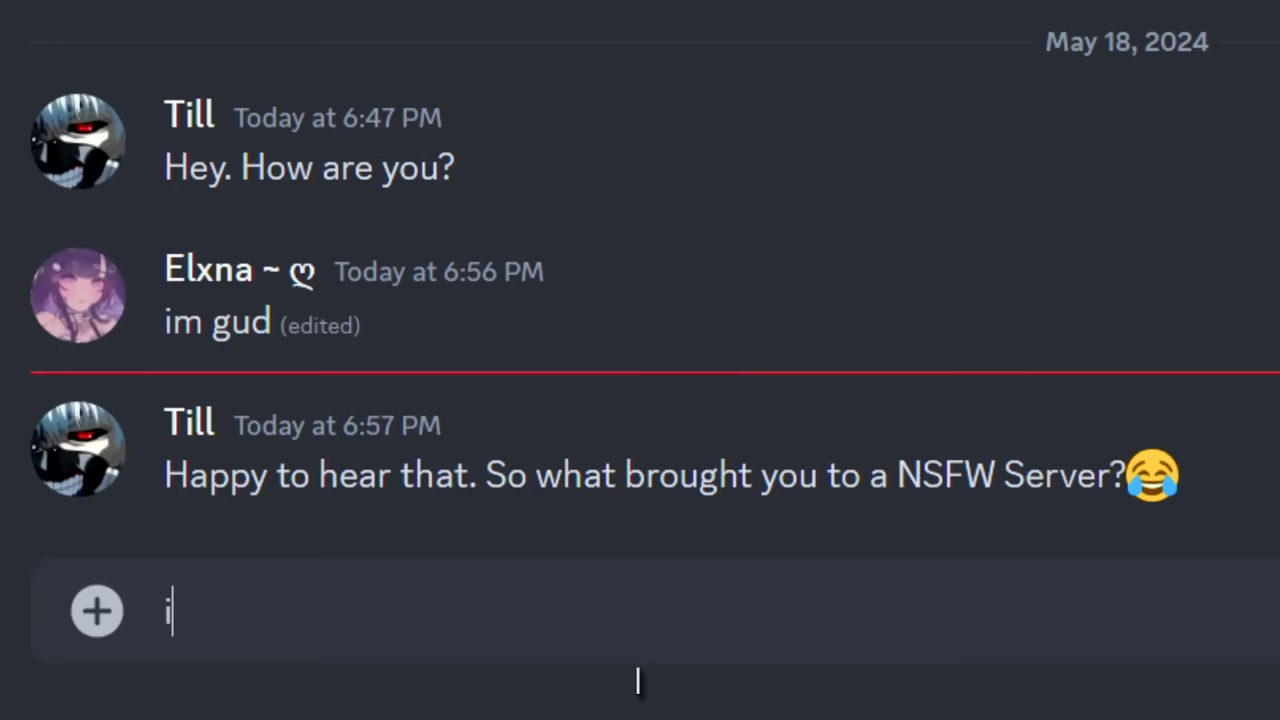 May 18, 2024
Till Today at 6:47 PM
Hey. How are you?
Elxna ~ ღ Today at 6:56 PM
im gud (edited)
Till Today at 6:57 PM
Happy to hear that. So what brought you to a NSFW Server?😂
i